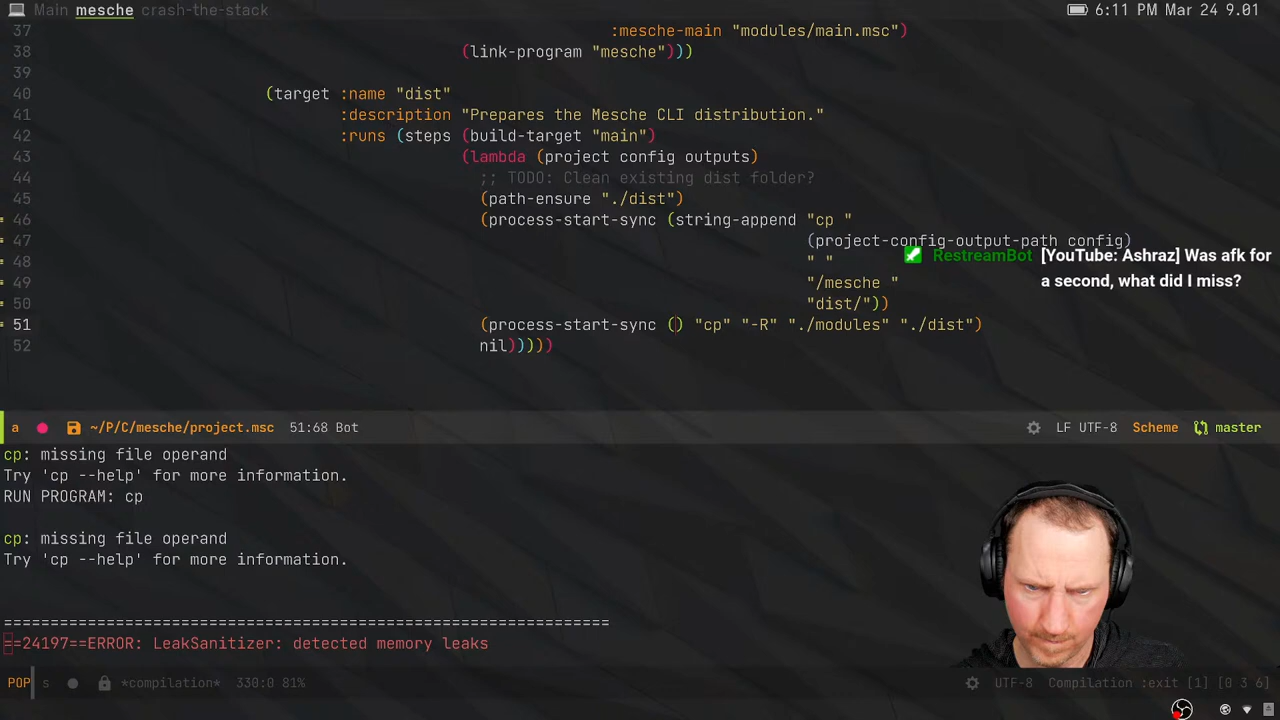 Main mesche crash-the-stack
6:11 PM Mar 24 9.01
37 :mesche-main "modules/main.msc")
38 (link-program "mesche")))
39
40 (target :name "dist"
41 :description "Prepares the Mesche CLI distribution."
42 :runs (steps (build-target "main")
43 (lambda (project config outputs)
44 ;; TODO: Clean existing dist folder?
45 (path-ensure "./dist")
46 (process-start-sync (string-append "cp "
47 (project-config-output-path config)
48 " "
49 "/mesche "
50 "dist/"))
51 (process-start-sync () "cp" "-R" "./modules" "./dist")
52 nil)))))
RestreamBot [YouTube: Ashraz] Was afk for
a second, what did I miss?
a ~/P/C/mesche/project.msc 51:68 Bot LF UTF-8 Scheme master
cp: missing file operand
Try 'cp --help' for more information.
RUN PROGRAM: cp
cp: missing file operand
Try 'cp --help' for more information.
=================================================================
==24197==ERROR: LeakSanitizer: detected memory leaks
POP s *compilation* 330:0 81% UTF-8 Compilation :exit [1] [0 3 6]